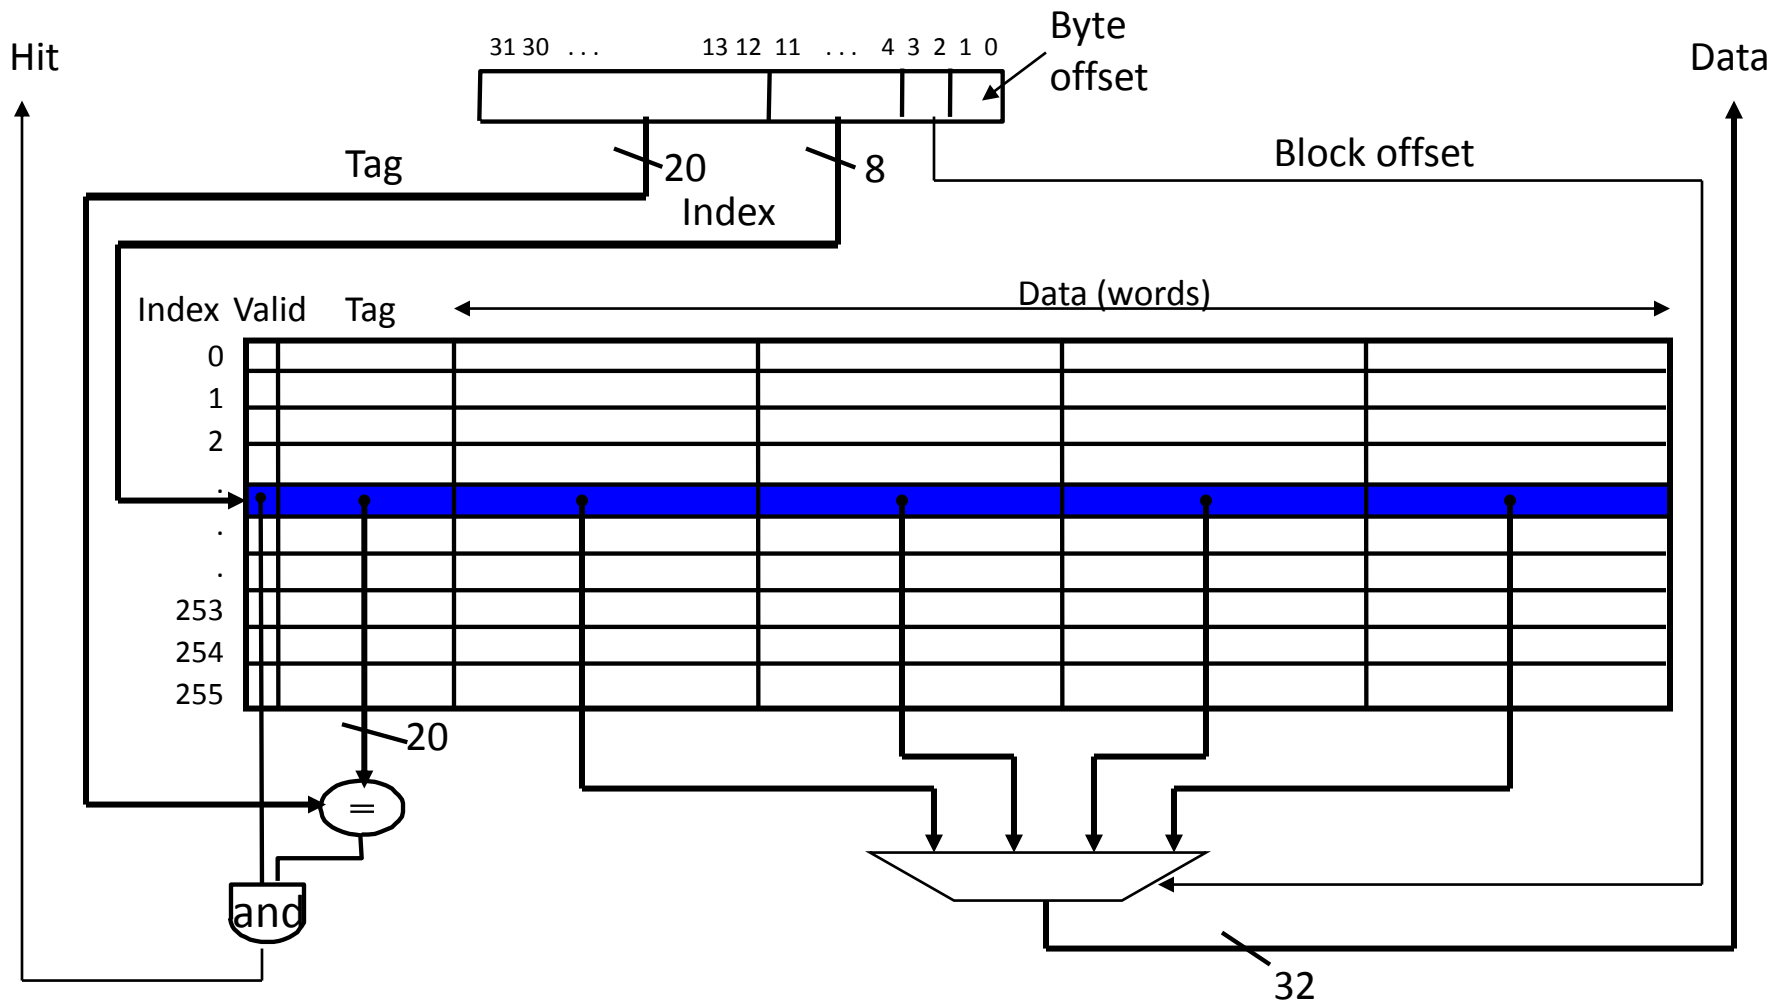 Hit
31 30 . . . 13 12 11 . . . 4 3 2 1 0
Byte
offset
Data
Tag
20
8
Block offset
Index
Index Valid Tag
Data (words)
0
1
2
.
.
.
253
254
255
20
=
and
32